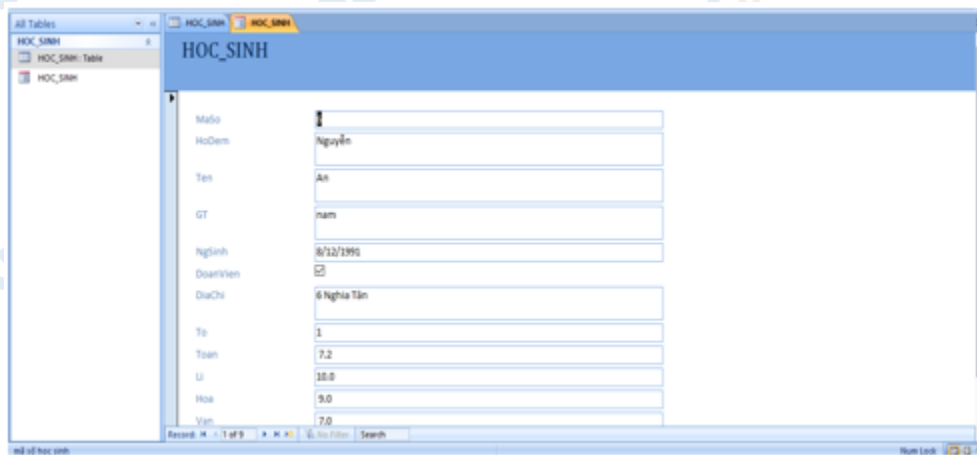 All Tables
HOC_SINH HOC_SINH
HOC_SINH
HOC_SINH : Table
HOC_SINH
HOC_SINH
MaSo
HoDem Nguyễn
Ten An
GT nam
NgSinh 8/12/1991
DoanVien
DiaChi 6 Nghia Tân
To 1
Toan 7.2
Li 10.0
Hoa 9.0
Van 7.0
Record: 1 of 9 No Filter Search
mã số học sinh Num Lock